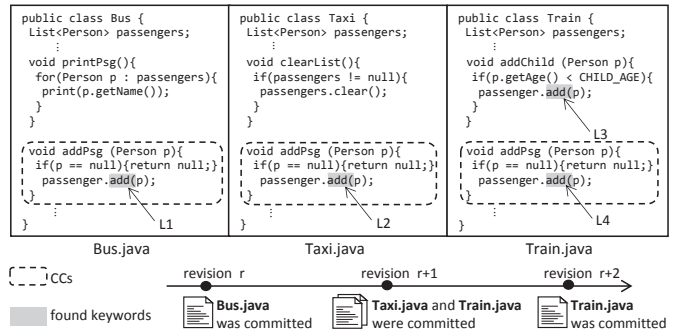 public class Bus {
List<Person> passengers;
⋮
void printPsg(){
for(Person p : passengers){
print(p.getName());
}
}
void addPsg (Person p){
if(p == null){return null;}
passenger.add(p);
}
⋮
}
L1
public class Taxi {
List<Person> passengers;
⋮
void clearList(){
if(passengers != null){
passengers.clear();
}
}
void addPsg (Person p){
if(p == null){return null;}
passenger.add(p);
}
⋮
}
L2
public class Train {
List<Person> passengers;
⋮
void addChild (Person p){
if(p.getAge() < CHILD_AGE){
passenger.add(p);
}
}
L3
void addPsg (Person p){
if(p == null){return null;}
passenger.add(p);
}
⋮
}
L4
Bus.java
Taxi.java
Train.java
CCs
found keywords
revision r
revision r+1
revision r+2
Bus.java
was committed
Taxi.java and Train.java
were committed
Train.java
was committed